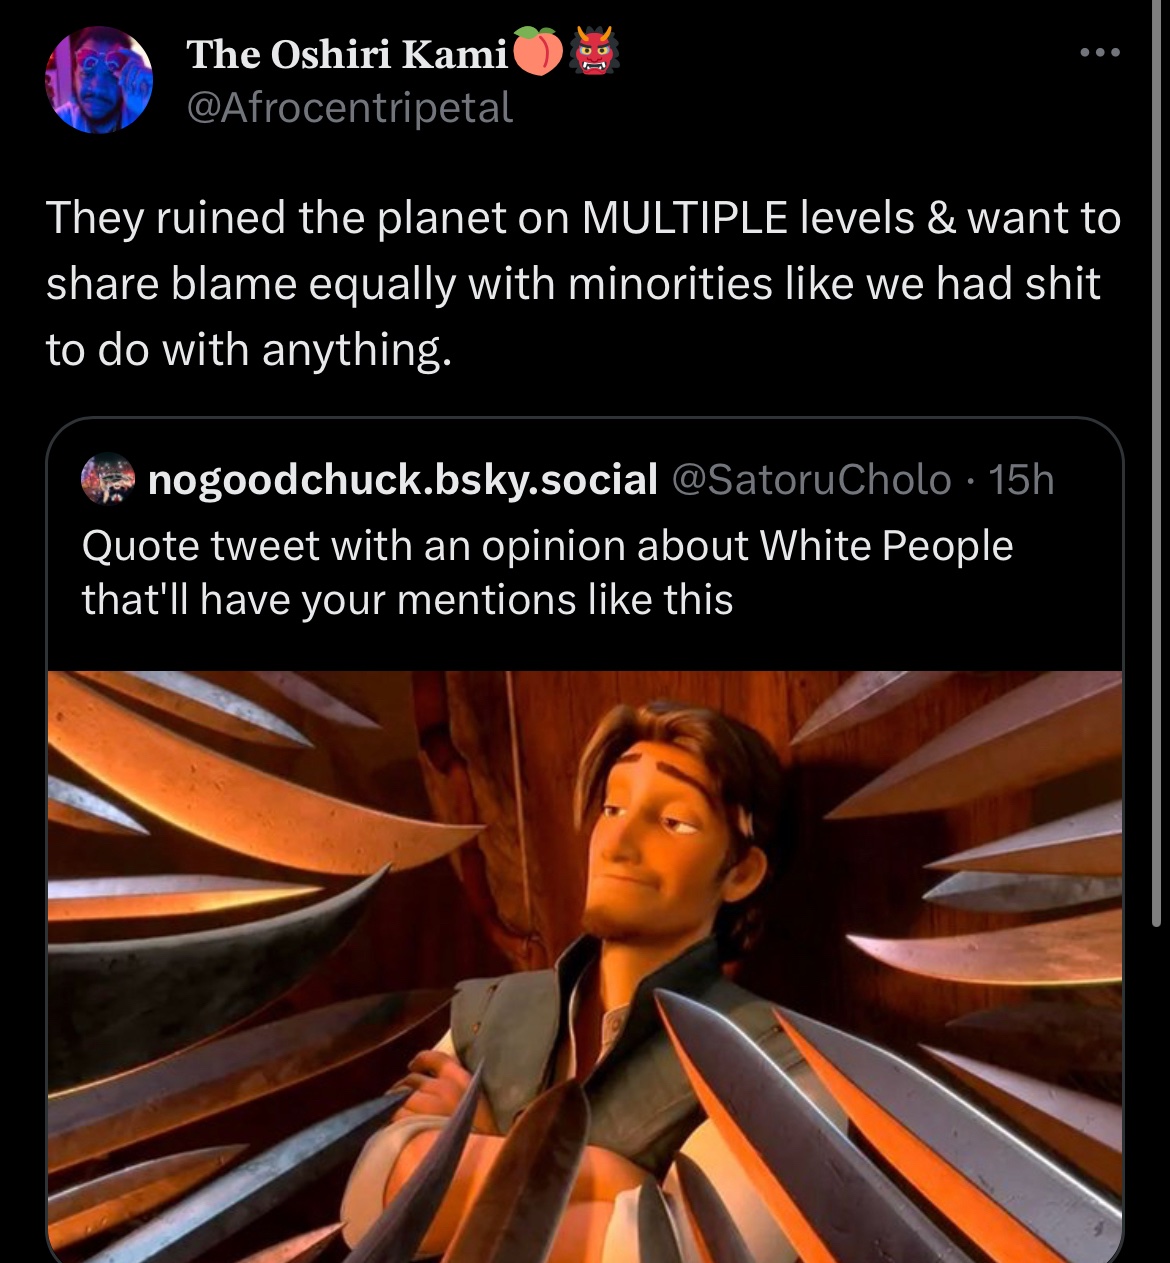 The Oshiri Kami🍑👹
@Afrocentripetal
They ruined the planet on MULTIPLE levels & want to
share blame equally with minorities like we had shit
to do with anything.
nogoodchuck.bsky.social @SatoruCholo · 15h
Quote tweet with an opinion about White People
that'll have your mentions like this